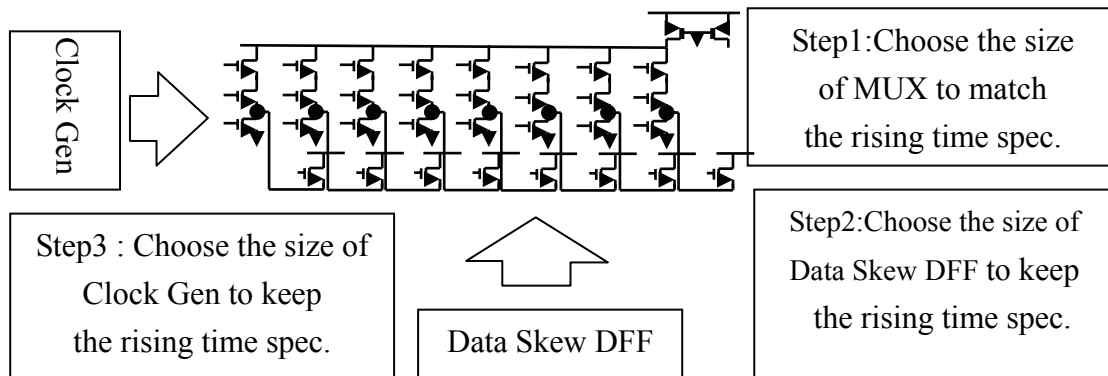 Clock Gen
Step1:Choose the size
of MUX to match
the rising time spec.
Step3 : Choose the size of
Clock Gen to keep
the rising time spec.
Data Skew DFF
Step2:Choose the size of
Data Skew DFF to keep
the rising time spec.